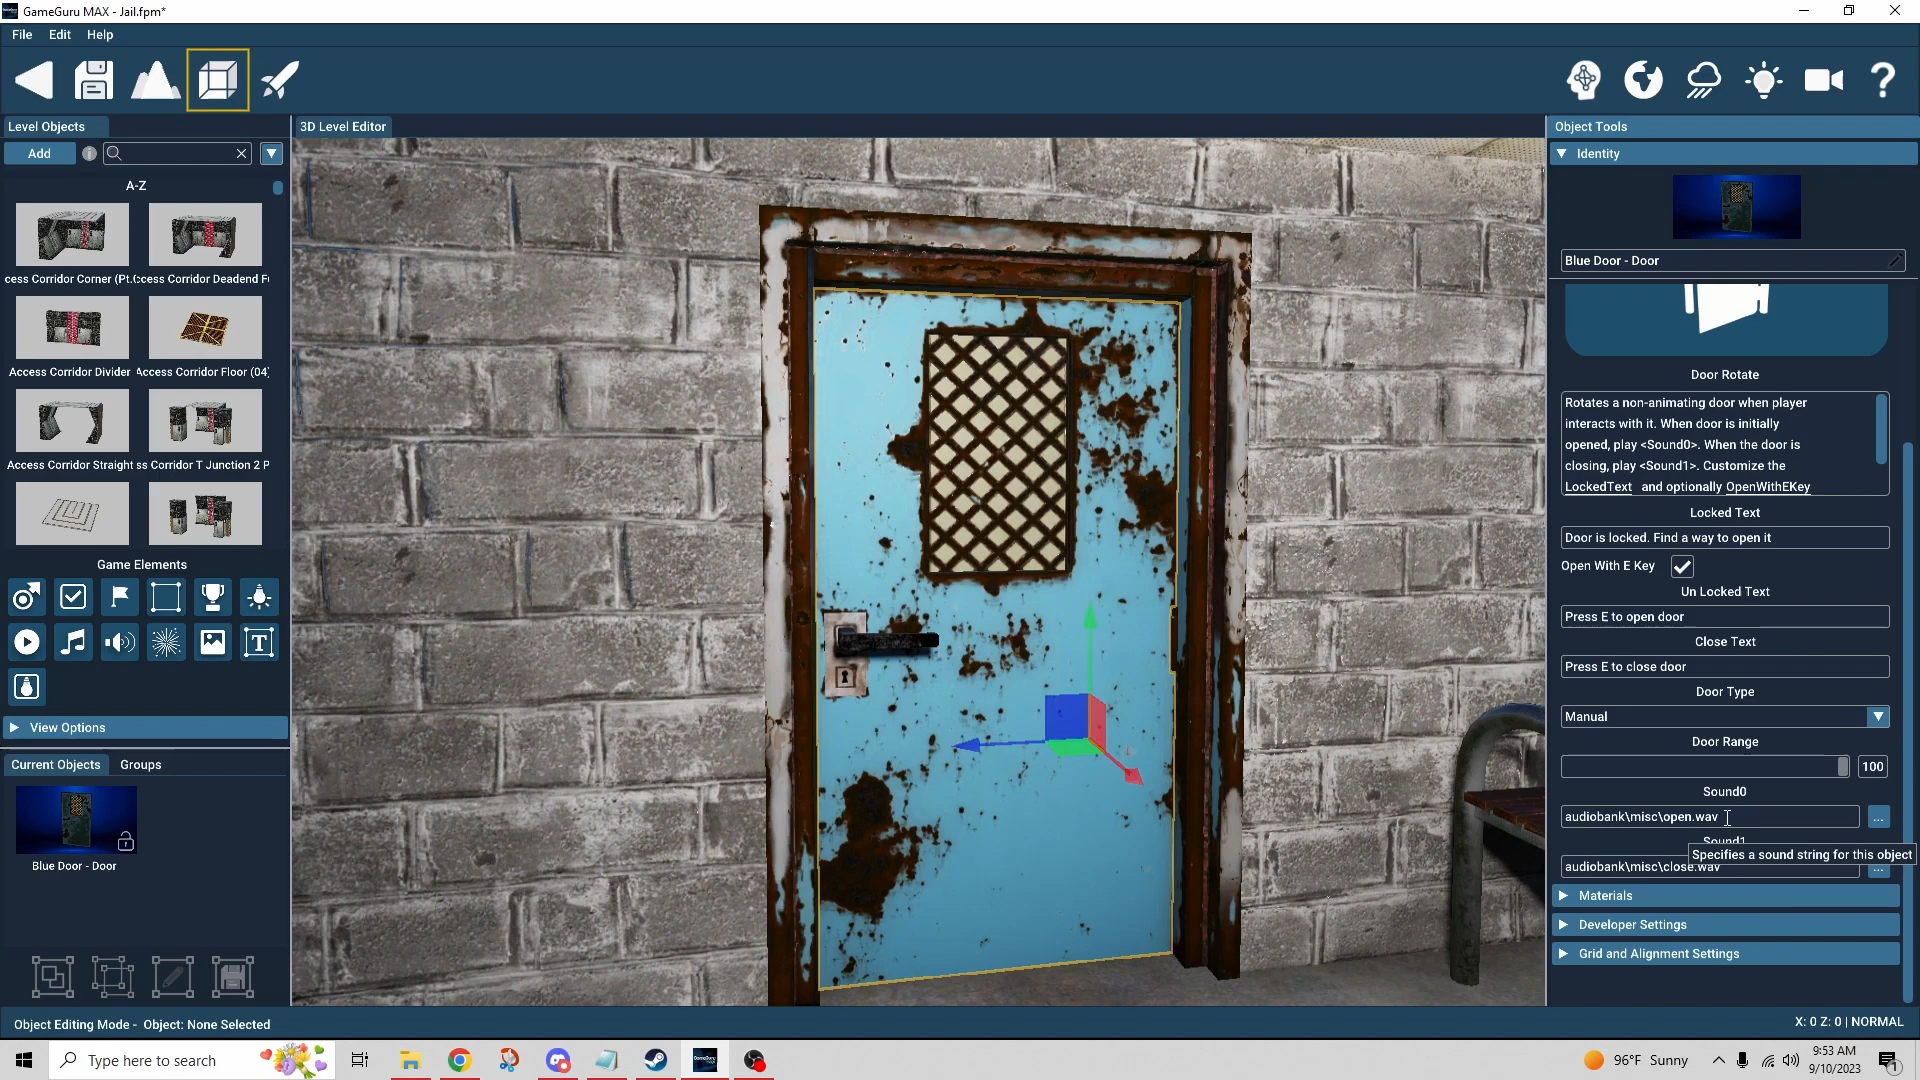 GameGuru MAX - Jail.fpm*
File Edit Help
Level Objects
Add
A-Z
cess Corridor Corner (Pt.
ccess Corridor Deadend F
Access Corridor Divider
Access Corridor Floor (04)
Access Corridor Straight
ss Corridor T Junction 2 P
Game Elements
View Options
Current Objects Groups
Blue Door - Door
3D Level Editor
Object Tools
Identity
Blue Door - Door
Door Rotate
Rotates a non-animating door when player
interacts with it. When door is initially
opened, play <Sound0>. When the door is
closing, play <Sound1>. Customize the
LockedText and optionally OpenWithEKey
Locked Text
Door is locked. Find a way to open it
Open With E Key
Un Locked Text
Press E to open door
Close Text
Press E to close door
Door Type
Manual
Door Range
100
Sound0
audiobank\misc\open.wav
...
Sound1
Specifies a sound string for this object
audiobank\misc\close.wav
...
Materials
Developer Settings
Grid and Alignment Settings
Object Editing Mode - Object: None Selected
X: 0 Z: 0 | NORMAL
Type here to search
96°F Sunny
9:53 AM
9/10/2023
1